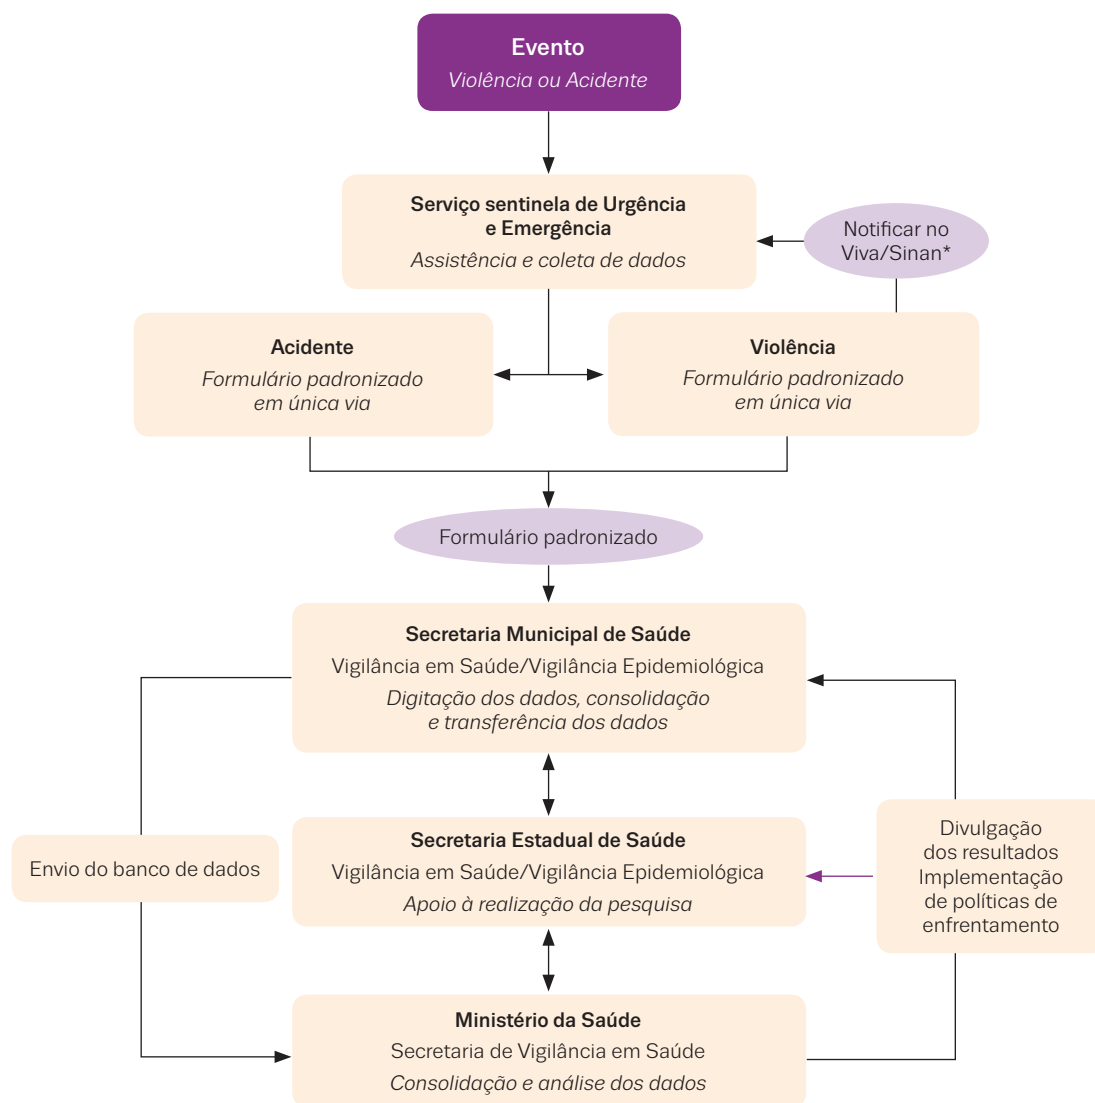 Evento
Violência ou Acidente
Serviço sentinela de Urgência
e Emergência
Assistência e coleta de dados
Notificar no
Viva/Sinan*
Acidente
Formulário padronizado
em única via
Violência
Formulário padronizado
em única via
Formulário padronizado
Secretaria Municipal de Saúde
Vigilância em Saúde/Vigilância Epidemiológica
Digitação dos dados, consolidação
e transferência dos dados
Envio do banco de dados
Secretaria Estadual de Saúde
Vigilância em Saúde/Vigilância Epidemiológica
Apoio à realização da pesquisa
Divulgação
dos resultados
Implementação
de políticas de
enfrentamento
Ministério da Saúde
Secretaria de Vigilância em Saúde
Consolidação e análise dos dados